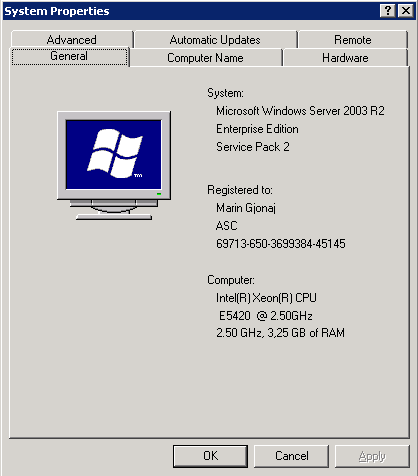 System Properties
Advanced
Automatic Updates
Remote
General
Computer Name
Hardware
System:
Microsoft Windows Server 2003 R2
Enterprise Edition
Service Pack 2
TM
Registered to:
Marin Gjonaj
ASC
69713-650-3699384-45145
Computer:
Intel(R) Xeon(R) CPU
E5420 @ 2.50GHz
2.50 GHz, 3,25 GB of RAM
OK
Cancel
Apply